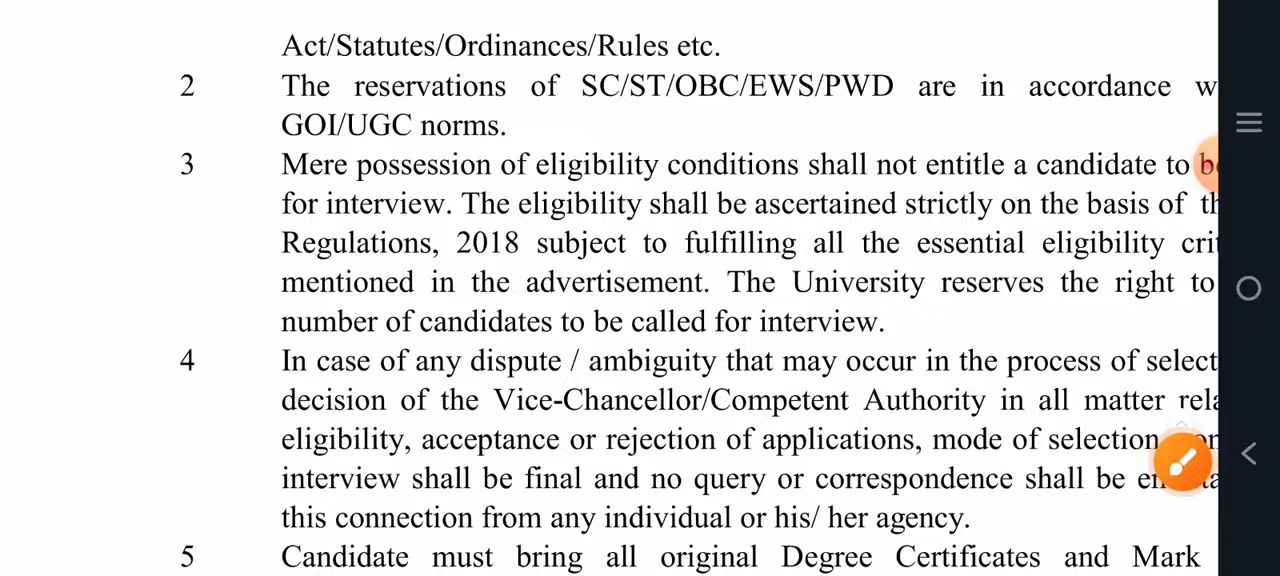 Act/Statutes/Ordinances/Rules etc.
2 The reservations of SC/ST/OBC/EWS/PWD are in accordance
GOI/UGC norms.
3 Mere possession of eligibility conditions shall not entitle a candidate to
for interview. The eligibility shall be ascertained strictly on the basis of
Regulations, 2018 subject to fulfilling all the essential eligibility
mentioned in the advertisement. The University reserves the right to
number of candidates to be called for interview.
4 In case of any dispute / ambiguity that may occur in the process of
decision of the Vice-Chancellor/Competent Authority in all matter
eligibility, acceptance or rejection of applications, mode of selection
interview shall be final and no query or correspondence shall be
this connection from any individual or his/ her agency.
5 Candidate must bring all original Degree Certificates and Mark